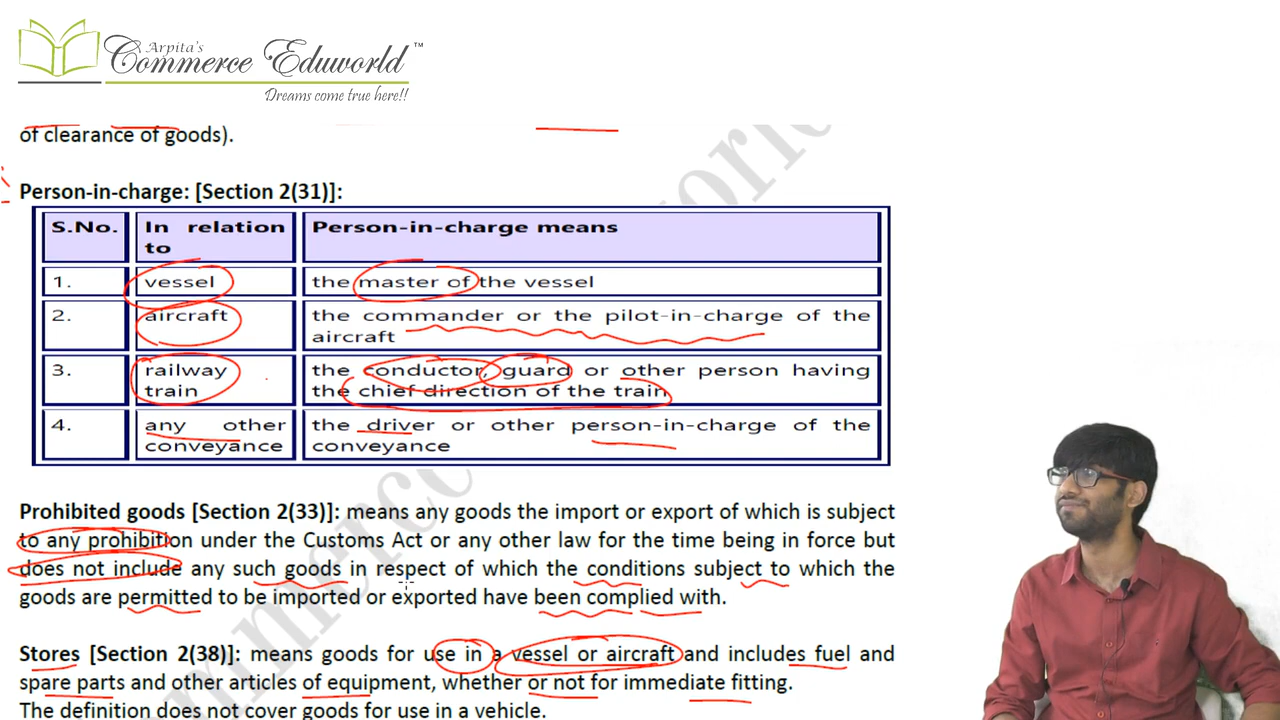 Arpita's
Commerce Eduworld™
Dreams come true here!!
of clearance of goods).
Person-in-charge: [Section 2(31)]:
S.No. In relation to Person-in-charge means
1. vessel the master of the vessel
2. aircraft the commander or the pilot-in-charge of the
aircraft
3. railway the conductor, guard or other person having
train the chief direction of the train
4. any other the driver or other person-in-charge of the
conveyance conveyance
Prohibited goods [Section 2(33)]: means any goods the import or export of which is subject
to any prohibition under the Customs Act or any other law for the time being in force but
does not include any such goods in respect of which the conditions subject to which the
goods are permitted to be imported or exported have been complied with.
Stores [Section 2(38)]: means goods for use in a vessel or aircraft and includes fuel and
spare parts and other articles of equipment, whether or not for immediate fitting.
The definition does not cover goods for use in a vehicle.